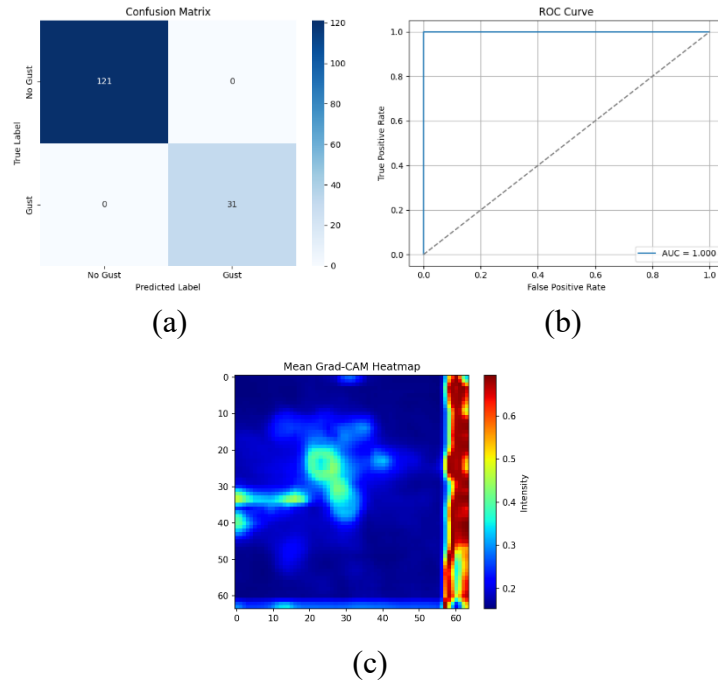 Confusion Matrix
No Gust
Gust
True Label
121
0
0
31
No Gust
Gust
Predicted Label
120
100
80
60
40
20
0
(a)
ROC Curve
True Positive Rate
1.0
0.8
0.6
0.4
0.2
0.0
0.0 0.2 0.4 0.6 0.8 1.0
False Positive Rate
AUC = 1.000
(b)
Mean Grad-CAM Heatmap
0
10
20
30
40
50
60
0 10 20 30 40 50 60
0.6
0.5
0.4
0.3
0.2
Intensity
(c)